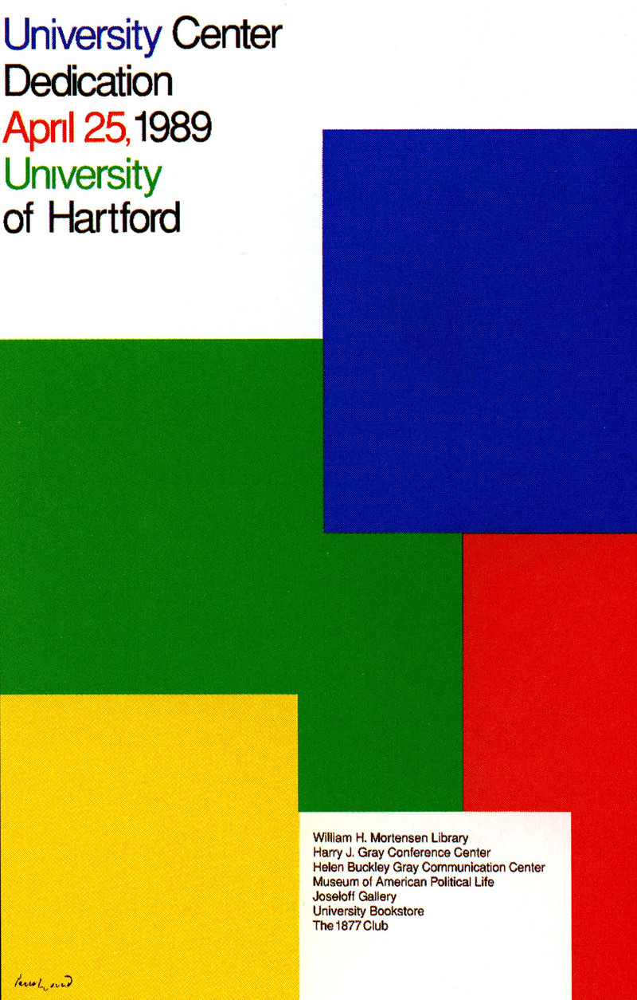 University Center
Dedication
April 25, 1989
University
of Hartford
William H. Mortensen Library
Harry J. Gray Conference Center
Helen Buckley Gray Communication Center
Museum of American Political Life
Joseloff Gallery
University Bookstore
The 1877 Club